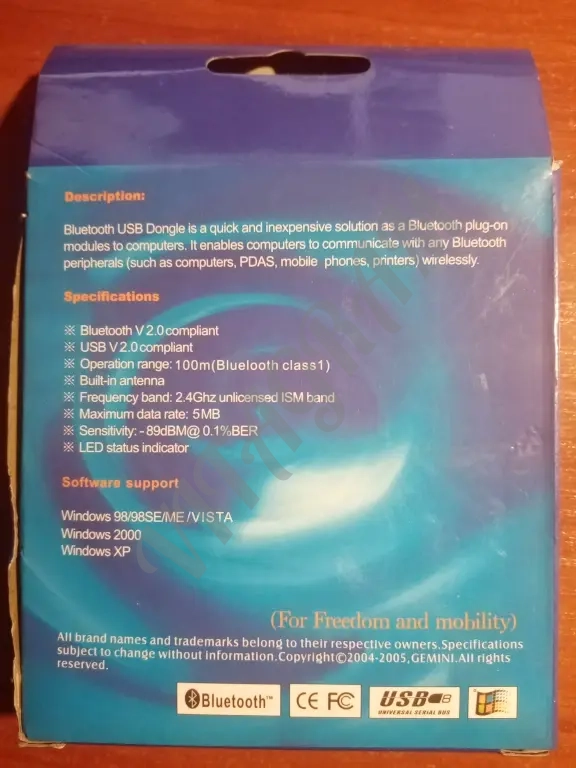 Description:
Bluetooth USB Dongle is a quick and inexpensive solution as a Bluetooth plug-on
modules to computers. It enables computers to communicate with any Bluetooth
peripherals (such as computers, PDAS, mobile phones, printers) wirelessly.
Specifications
※ Bluetooth V 2.0 compliant
※ USB V 2.0 compliant
※ Operation range: 100m(Bluelooth class1)
※ Built-in antenna
※ Frequency band: 2.4Ghz unlicensed ISM band
※ Maximum data rate: 5MB
※ Sensitivity: -89dBM@ 0.1%BER
※ LED status indicator
Software support
Windows 98/98SE/ME/VISTA
Windows 2000
Windows XP
(For Freedom and mobility)
All brand names and trademarks belong to their respective owners.Specifications
subject to change without information.Copyright©2004-2005,GEMINI.All rights
reserved.
Bluetooth™ CE FC USB
UNIVERSAL SERIAL BUS